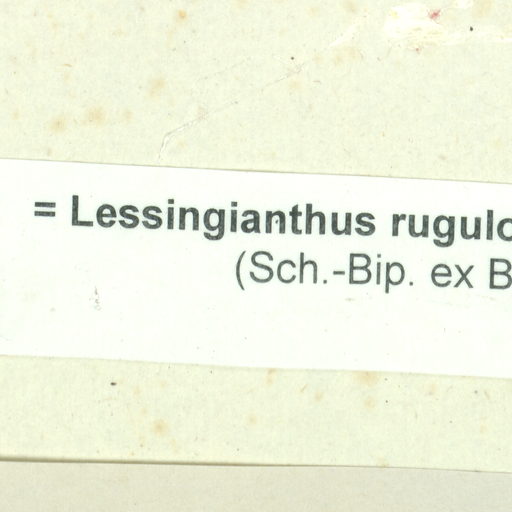 = Lessingianthus rugulo
(Sch.-Bip. ex B